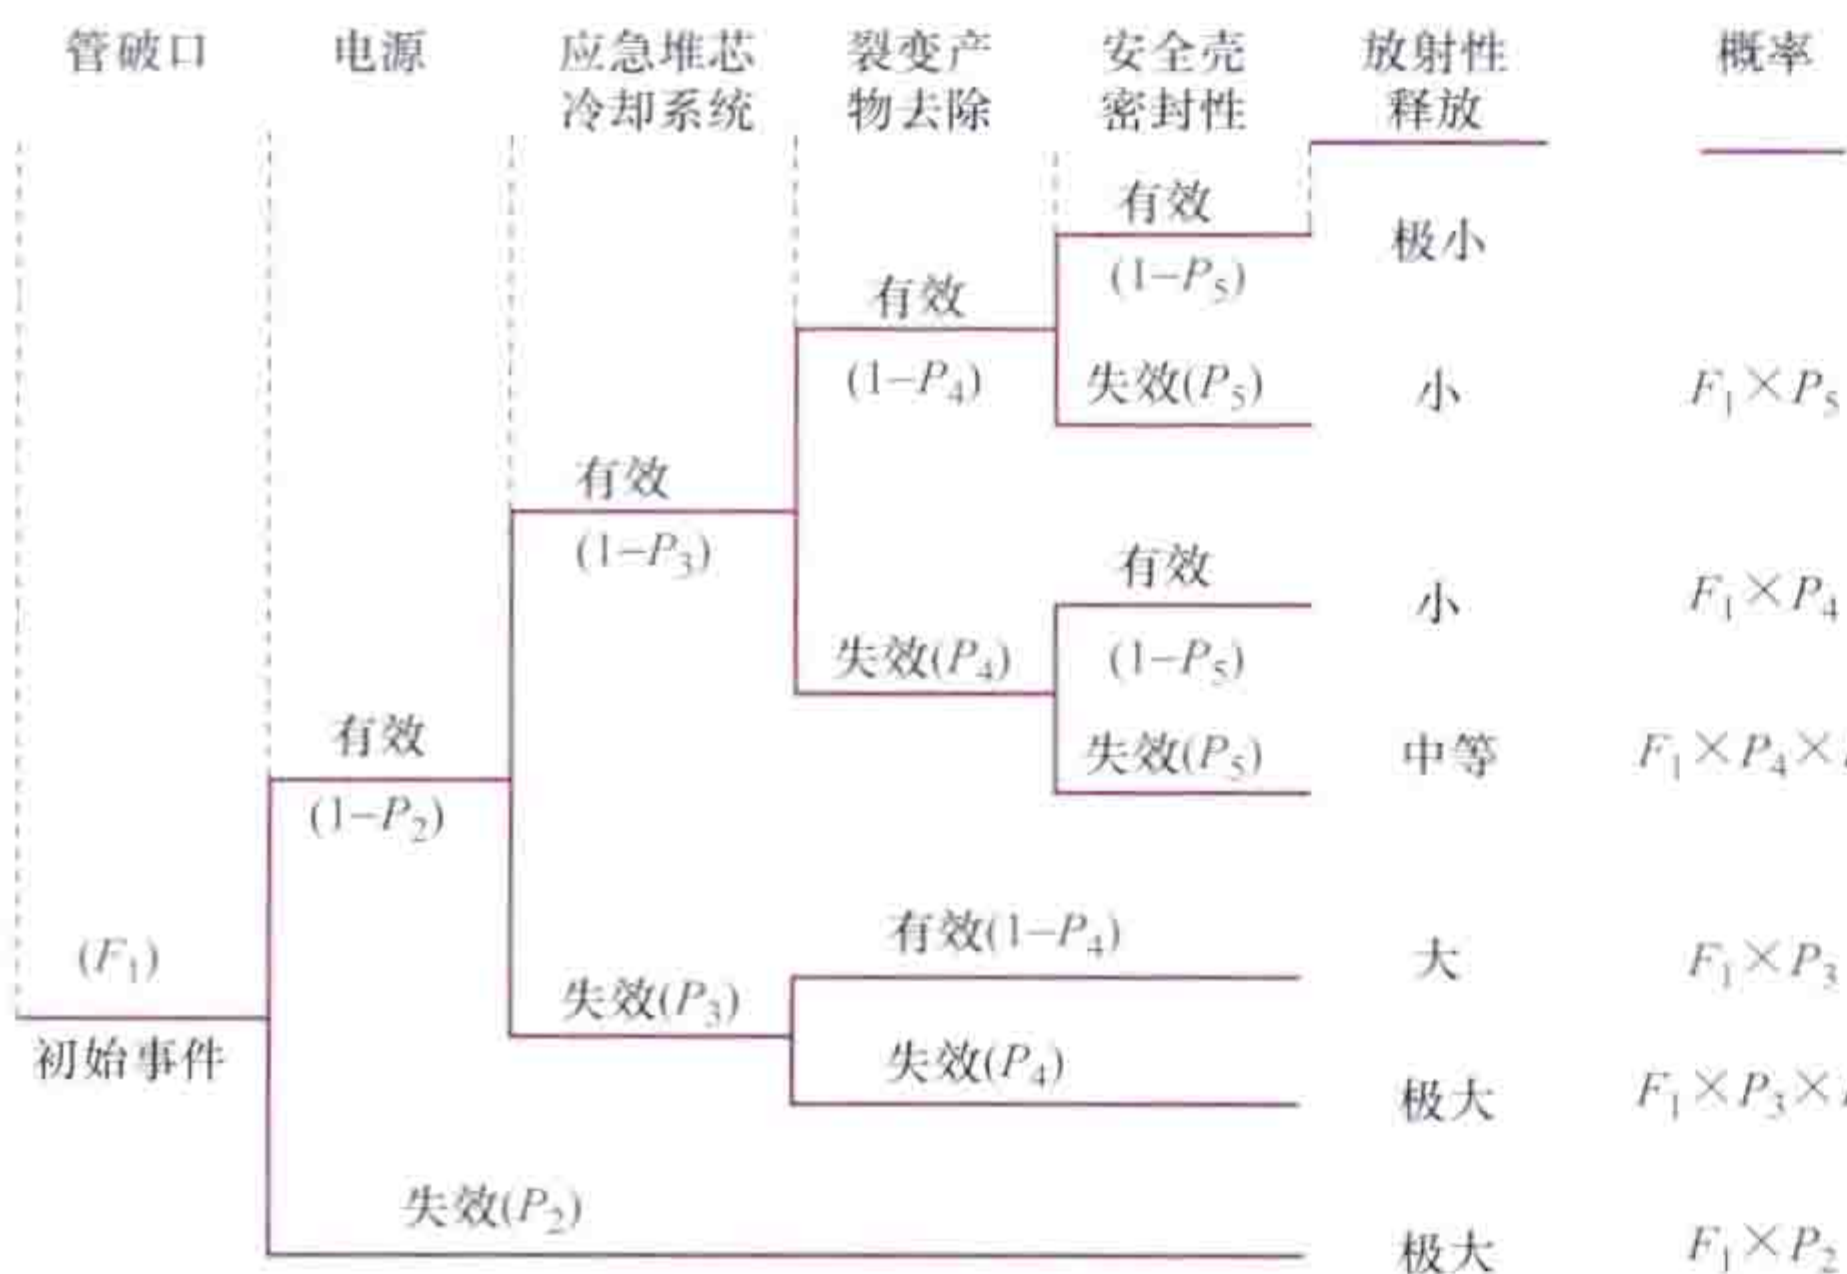 管破口
电源
应急堆芯
冷却系统
裂变产
物去除
安全壳
密封性
放射性
释放
概率
有效
(1–P₅)
极小
有效
(1–P₄)
失效(P₅)
小
F₁×P₅
有效
(1–P₃)
有效
(1–P₅)
小
F₁×P₄
失效(P₄)
有效
(1–P₂)
失效(P₅)
中等
F₁×P₄×
(F₁)
初始事件
有效(1–P₄)
大
F₁×P₃
失效(P₃)
失效(P₄)
极大
F₁×P₃×
失效(P₂)
极大
F₁×P₂